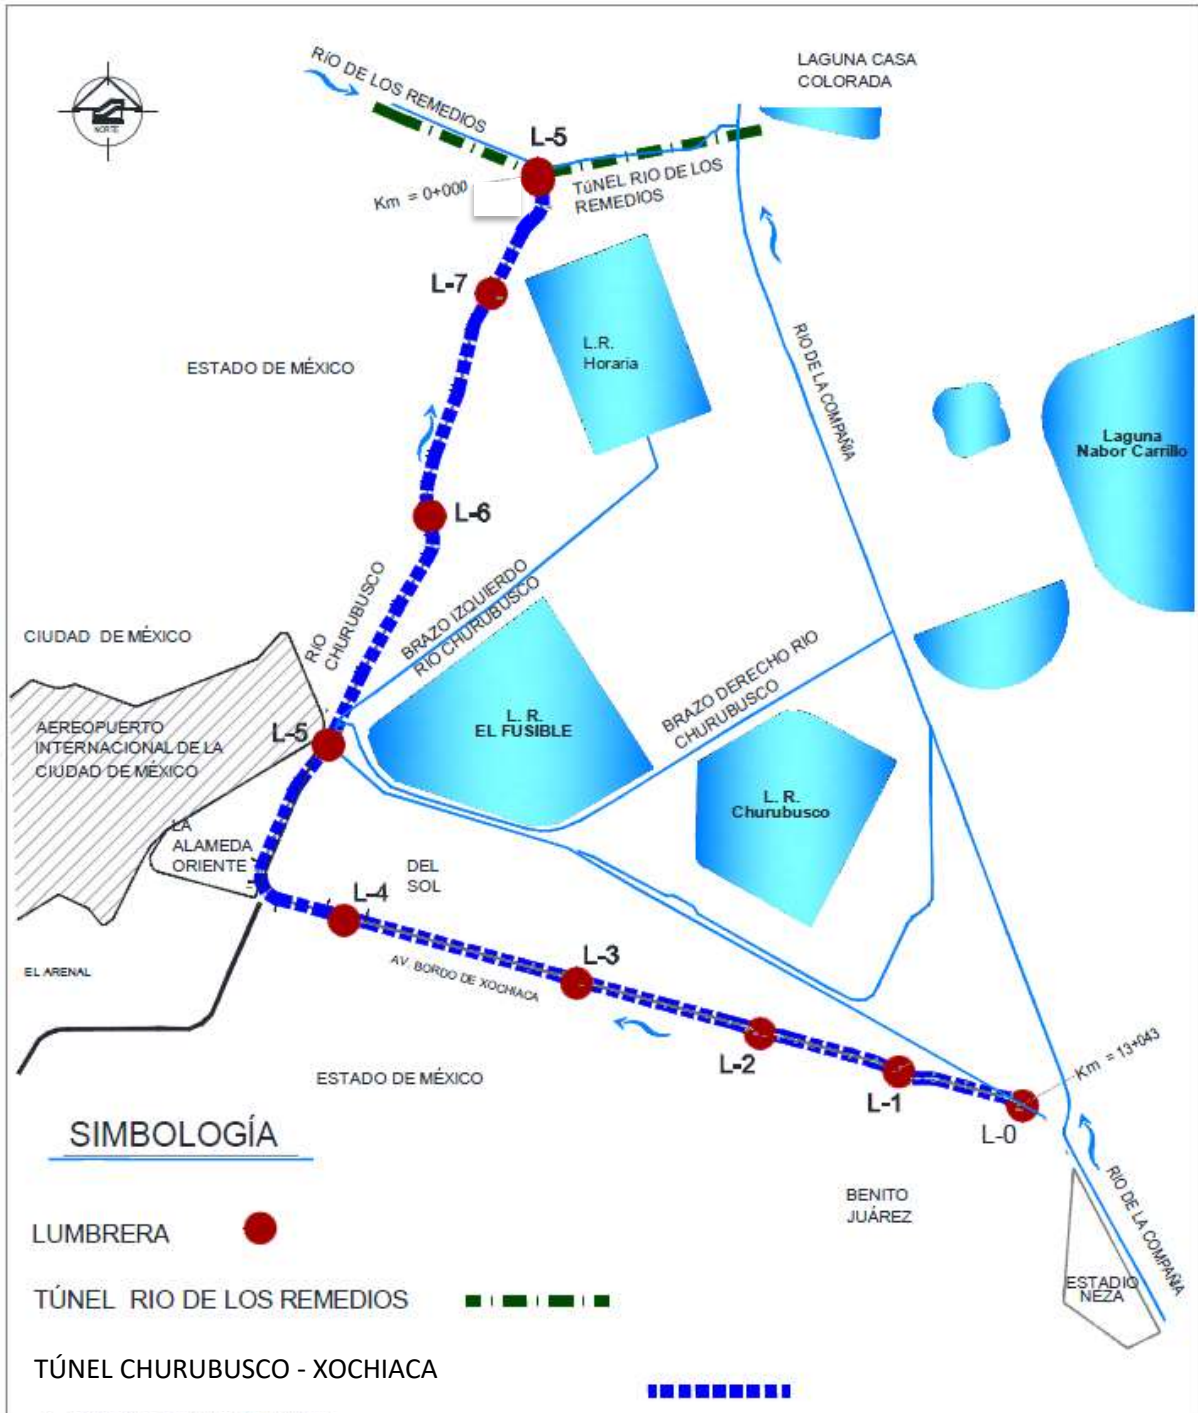 RÍO DE LOS REMEDIOS
LAGUNA CASA
COLORADA
NORTE
L-5
Km = 0+000
TÚNEL RIO DE LOS
REMEDIOS
L-7
L.R.
Horaria
ESTADO DE MÉXICO
RIO DE LA COMPAÑIA
Laguna
Nabor Carrillo
L-6
RÍO
CHURUBUSCO
BRAZO IZQUIERDO
RÍO CHURUBUSCO
CIUDAD DE MÉXICO
BRAZO DERECHO RIO
CHURUBUSCO
AEREOPUERTO
INTERNACIONAL DE LA
CIUDAD DE MÉXICO
L-5
L. R.
EL FUSIBLE
L. R.
Churubusco
LA
ALAMEDA
ORIENTE
DEL
SOL
L-4
EL ARENAL
AV. BORDO DE XOCHIACA
L-3
L-2
L-1
L-0
Km = 13+043
ESTADO DE MÉXICO
BENITO
JUÁREZ
RIO DE LA COMPAÑIA
ESTADIO
NEZA
SIMBOLOGÍA
LUMBRERA
TÚNEL RIO DE LOS REMEDIOS
TÚNEL CHURUBUSCO - XOCHIACA